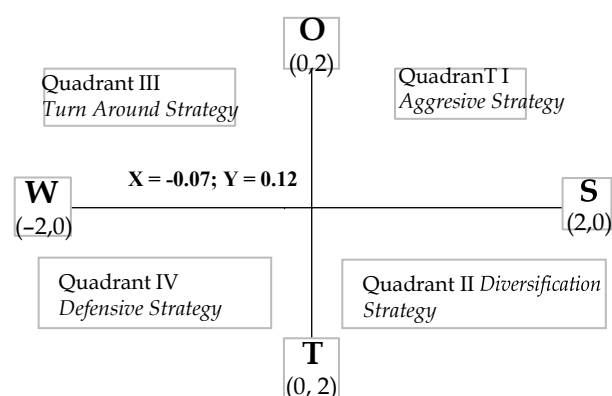 O
(0,2)
Quadrant III
Turn Around Strategy
QuadranT I
Aggresive Strategy
X = -0.07; Y = 0.12
W
(−2,0)
S
(2,0)
Quadrant IV
Defensive Strategy
Quadrant II Diversification
Strategy
T
(0, 2)